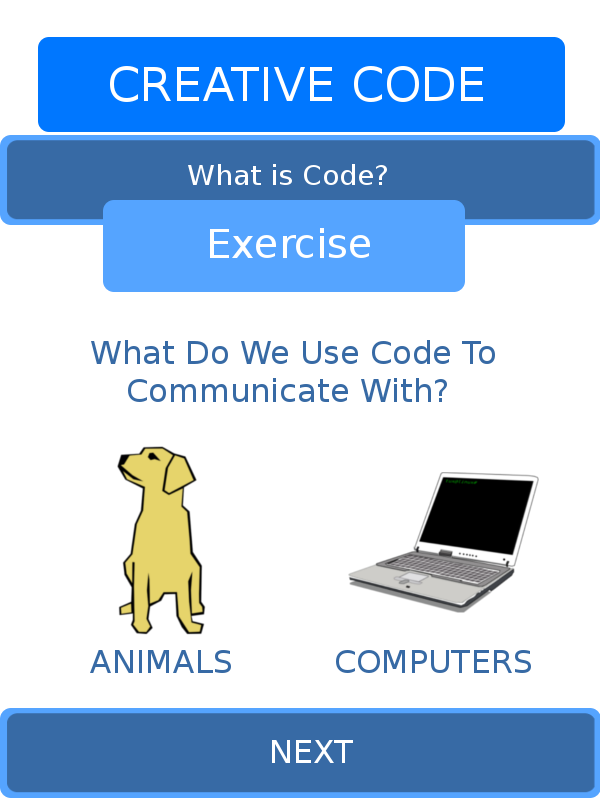 CREATIVE CODE
What is Code?
Exercise
What Do We Use Code To
Communicate With?
ANIMALS
COMPUTERS
NEXT